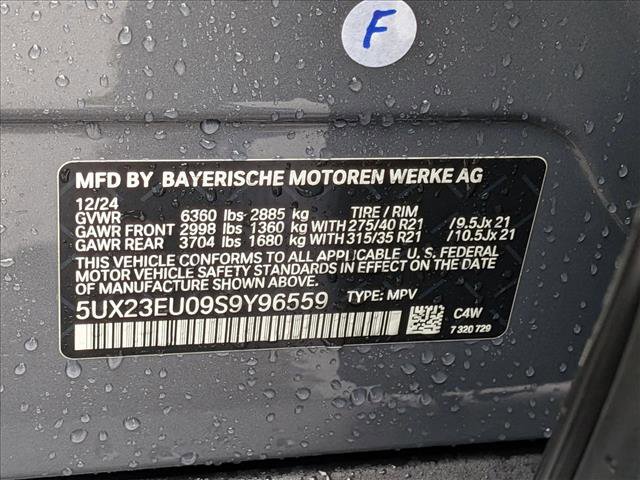 F
MFD BY BAYERISCHE MOTOREN WERKE AG
12/24
GVWR 6360 lbs 2885 kg TIRE / RIM
GAWR FRONT 2998 lbs 1360 kg WITH 275/40 R21 /9.5Jx 21
GAWR REAR 3704 lbs 1680 kg WITH 315/35 R21 /10.5Jx 21
THIS VEHICLE CONFORMS TO ALL APPLICABLE U. S. FEDERAL
MOTOR VEHICLE SAFETY STANDARDS IN EFFECT ON THE DATE
OF MANUFACTURE SHOWN ABOVE.
5UX23EU09S9Y96559 TYPE: MPV
C4W
7 320 729